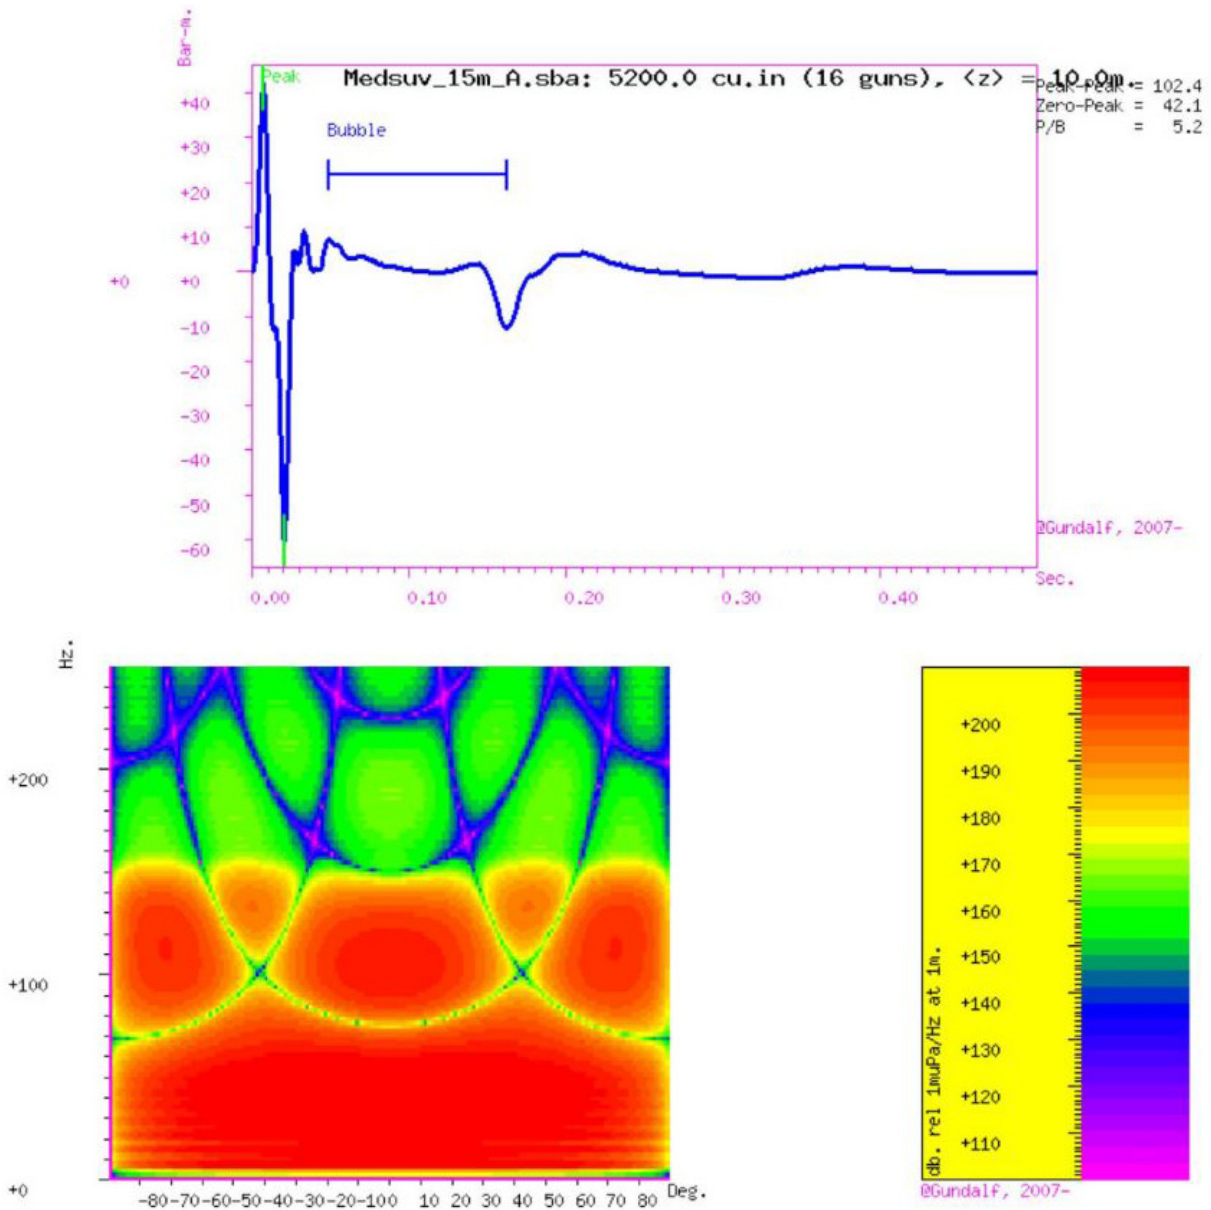 Bar-m.
Peak
Medsuv_15m_A.sba: 5200.0 cu.in (16 guns), <z> = 10.0m.
Peak-Peak = 102.4
Zero-Peak = 42.1
P/B = 5.2
Bubble
+40
+30
+20
+10
+0
+0
-10
-20
-30
-40
-50
-60
@Gundalf, 2007-
Sec.
0.00 0.10 0.20 0.30 0.40
Hz.
+200
+100
+0
-80-70-60-50-40-30-20-100 10 20 30 40 50 60 70 80 Deg.
+200
+190
+180
+170
+160
+150
+140
+130
+120
+110
db. rel 1muPa/Hz at 1m.
@Gundalf, 2007-